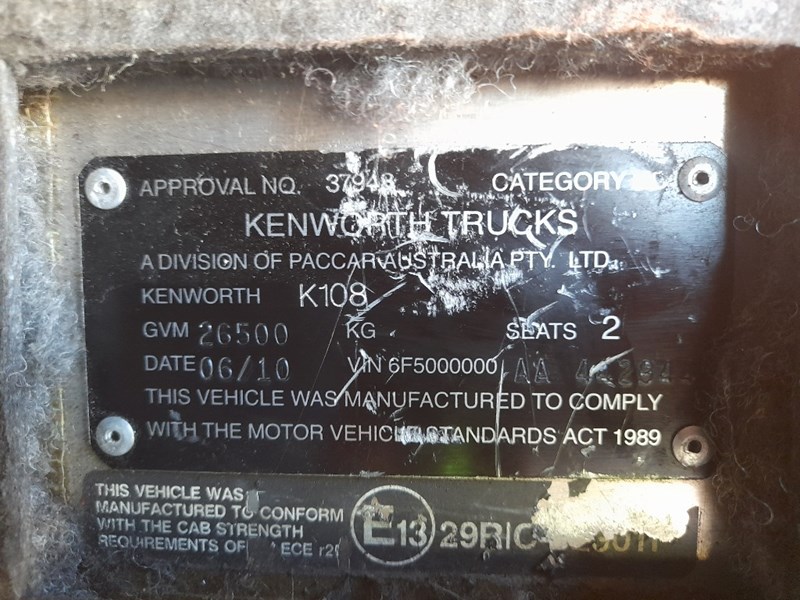 APPROVAL NO. 37948 CATEGORY
KENWORTH TRUCKS
A DIVISION OF PACCAR AUSTRALIA PTY. LTD.
KENWORTH K108
GVM 26500 KG SEATS 2
DATE 06/10 VIN 6F5000000 AA
THIS VEHICLE WAS MANUFACTURED TO COMPLY
WITH THE MOTOR VEHICLE STANDARDS ACT 1989
THIS VEHICLE WAS
MANUFACTURED TO CONFORM
WITH THE CAB STRENGTH
REQUIREMENTS OF ECE
E13 29RIC